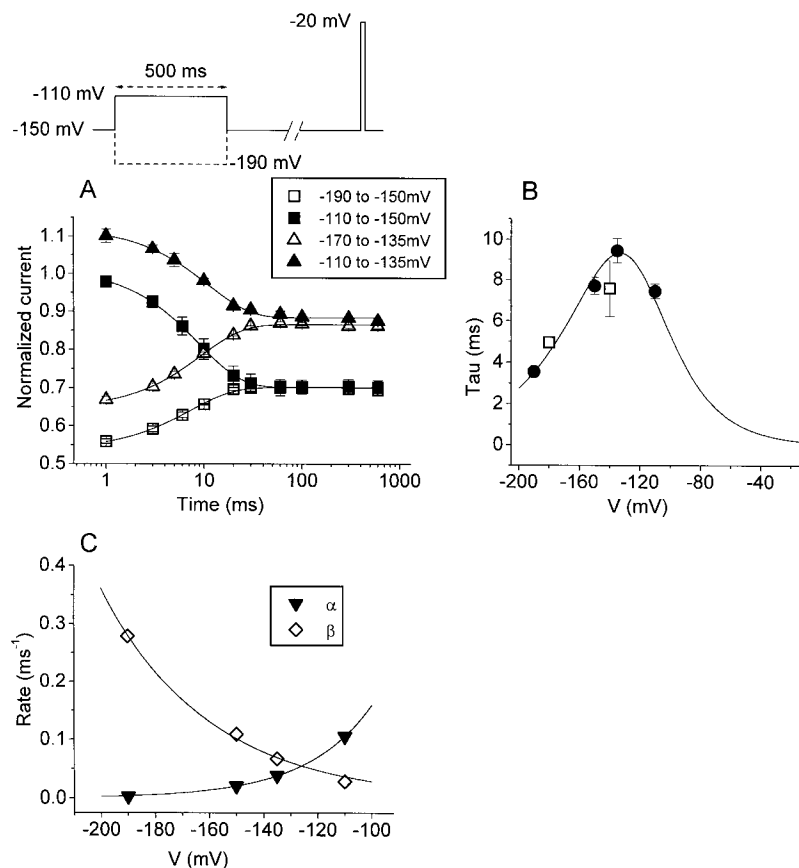 -20 mV
500 ms
-110 mV
-150 mV
-190 mV
A
-190 to -150mV
-110 to -150mV
-170 to -135mV
-110 to -135mV
1.1
1.0
0.9
0.8
0.7
0.6
0.5
Normalized current
1 10 100 1000
Time (ms)
B
10
8
6
4
2
0
Tau (ms)
-200 -160 -120 -80 -40
V (mV)
C
α
β
0.4
0.3
0.2
0.1
0.0
Rate (ms⁻¹)
-200 -180 -160 -140 -120 -100
V (mV)